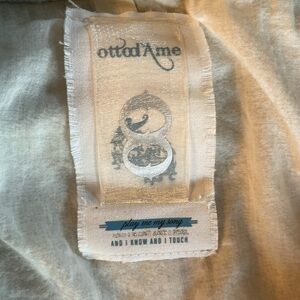 ottod'Ame
play me my song
AND I KNOW AND I TOUCH